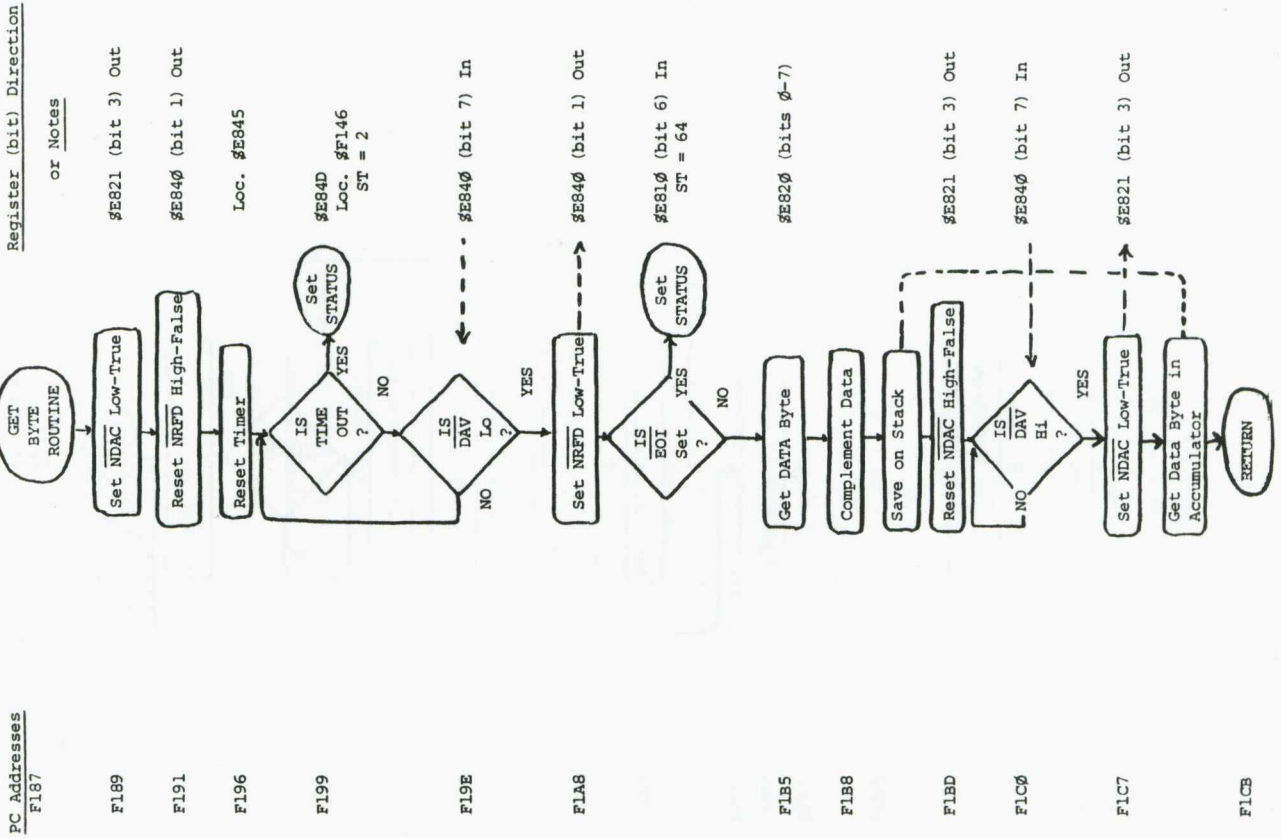 PC Addresses
Register (bit) Direction
or Notes
F187
GET
BYTE
ROUTINE
F189
Set NDAC Low-True
$E821 (bit 3) Out
F191
Reset NRFD High-False
$E84Ø (bit 1) Out
F196
Reset Timer
Loc. $E845
F199
IS
TIME
OUT
?
YES
Set
STATUS
NO
$E84D
Loc. $F146
ST = 2
F19E
IS
DAV
Lo
?
NO
YES
$E84Ø (bit 7) In
F1A8
Set NRFD Low-True
$E84Ø (bit 1) Out
IS
EOI
Set
?
YES
Set
STATUS
NO
$E81Ø (bit 6) In
ST = 64
F1B5
Get DATA Byte
$E82Ø (bits Ø-7)
F1B8
Complement Data
Save on Stack
F1BD
Reset NDAC High-False
$E821 (bit 3) Out
F1CØ
IS
DAV
Hi
?
NO
YES
$E84Ø (bit 7) In
F1C7
Set NDAC Low-True
$E821 (bit 3) Out
Get Data Byte in
Accumulator
F1CB
RETURN